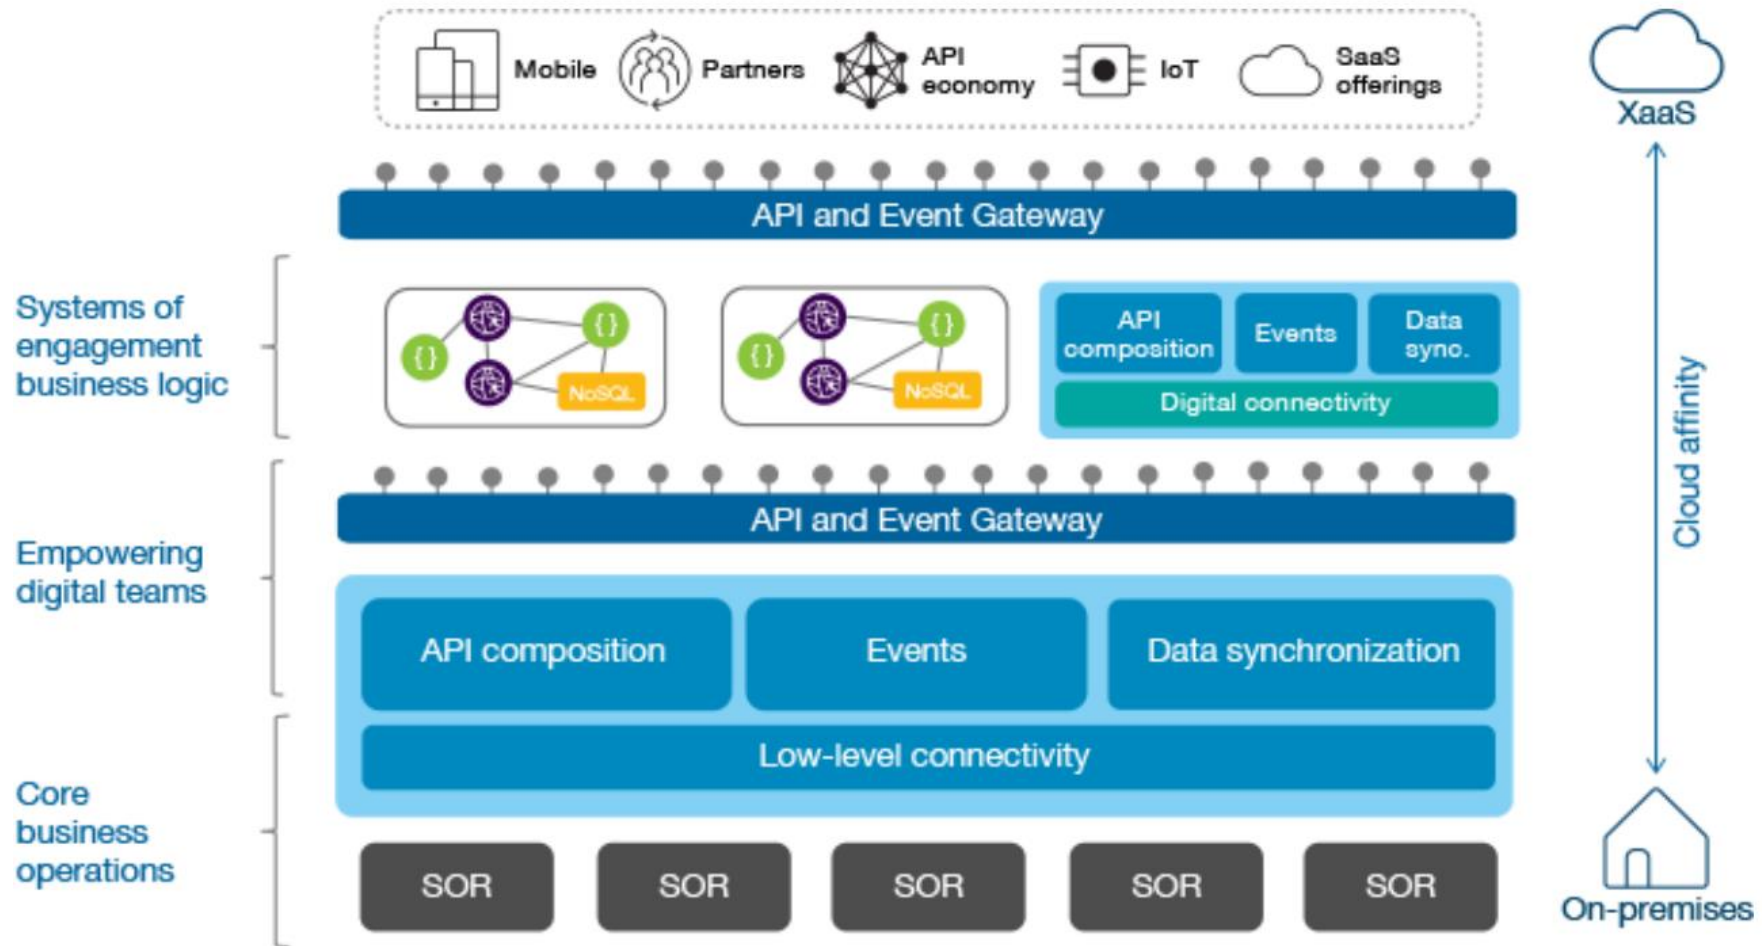 Mobile
Partners
API
economy
IoT
SaaS
offerings
XaaS
API and Event Gateway
Systems of
engagement
business logic
{ }
{ }
NoSQL
{ }
{ }
NoSQL
API
composition
Events
Data
sync.
Digital connectivity
Cloud affinity
API and Event Gateway
Empowering
digital teams
API composition
Events
Data synchronization
Low-level connectivity
Core
business
operations
SOR
SOR
SOR
SOR
SOR
On-premises